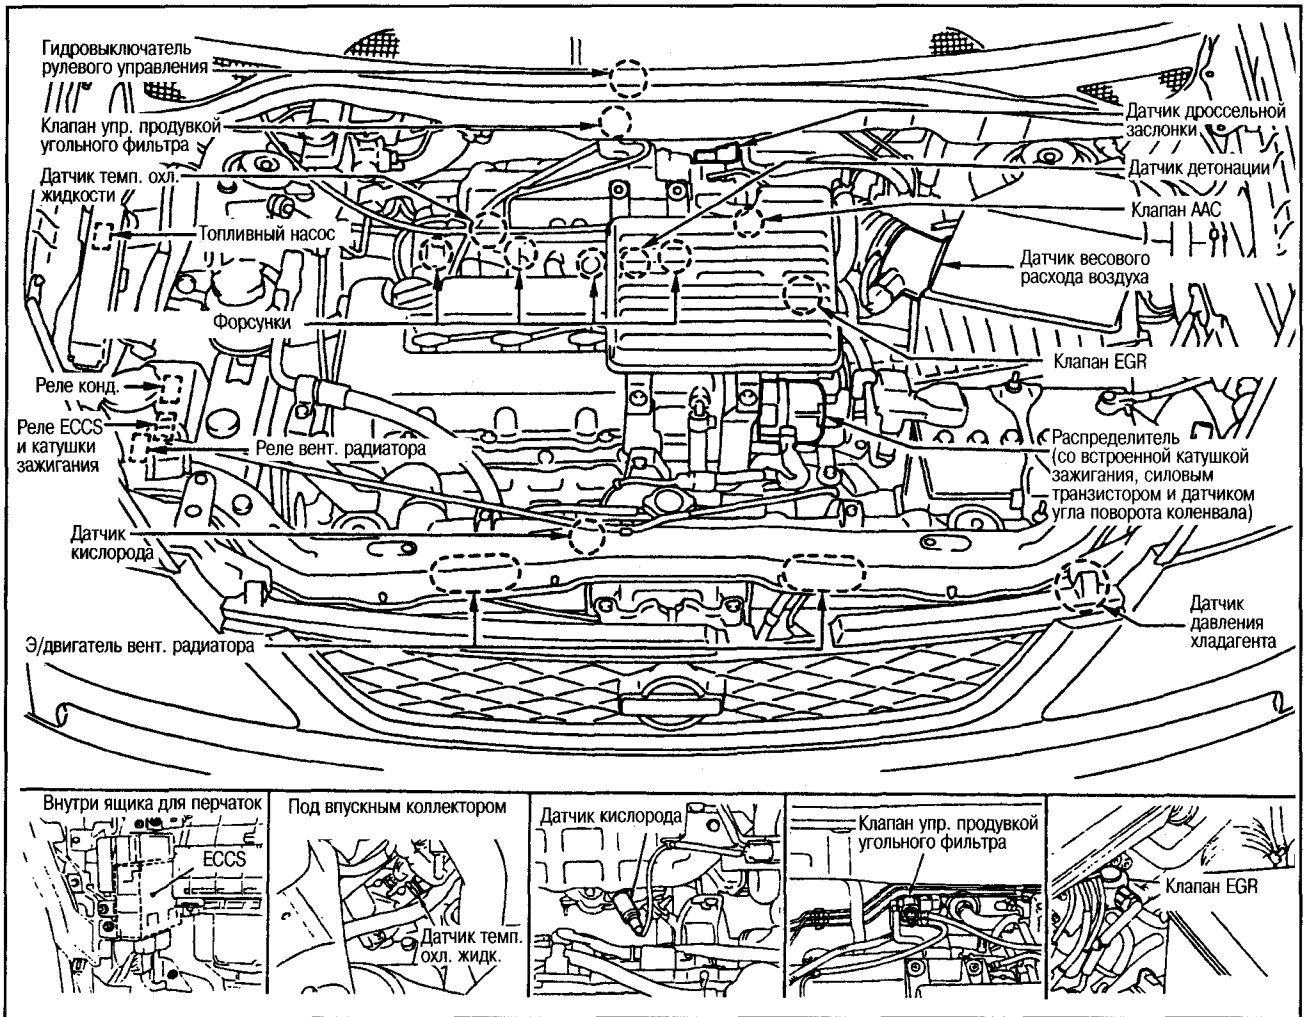 Гидровыключатель
рулевого управления
Клапан упр. продувкой
угольного фильтра
Датчик темп. охл.
жидкости
Топливный насос
Форсунки
Реле конд.
Реле ECCS
и катушки
зажигания
Реле вент. радиатора
Датчик
кислорода
Э/двигатель вент. радиатора
Датчик дроссельной
заслонки
Датчик детонации
Клапан ААС
Датчик весового
расхода воздуха
Клапан EGR
Распределитель
(со встроенной катушкой
зажигания, силовым
транзистором и датчиком
угла поворота коленвала)
Датчик
давления
хладагента
Внутри ящика для перчаток
ECCS
Под впускным коллектором
Датчик темп.
охл. жидк.
Датчик кислорода
Клапан упр. продувкой
угольного фильтра
Клапан EGR